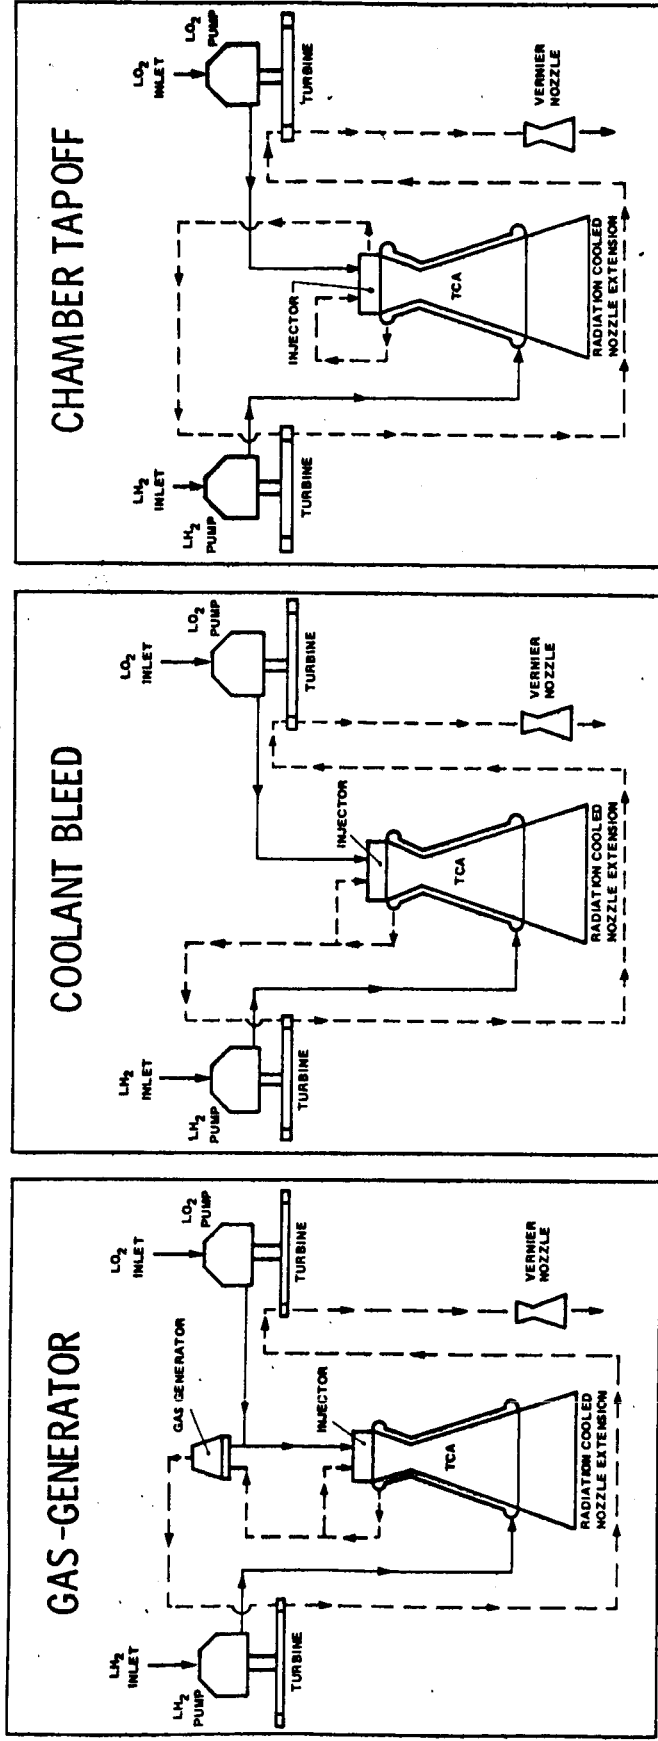 GAS-GENERATOR
LH2
INLET
LH2
PUMP
TURBINE
GAS GENERATOR
INJECTOR
TCA
RADIATION COOLED
NOZZLE EXTENSION
LO2
INLET
LO2
PUMP
TURBINE
VERNIER
NOZZLE
COOLANT BLEED
LH2
INLET
LH2
PUMP
TURBINE
INJECTOR
TCA
RADIATION COOLED
NOZZLE EXTENSION
LO2
INLET
LO2
PUMP
TURBINE
VERNIER
NOZZLE
CHAMBER TAPOFF
LH2
INLET
LH2
PUMP
TURBINE
INJECTOR
TCA
RADIATION COOLED
NOZZLE EXTENSION
LO2
INLET
LO2
PUMP
TURBINE
VERNIER
NOZZLE